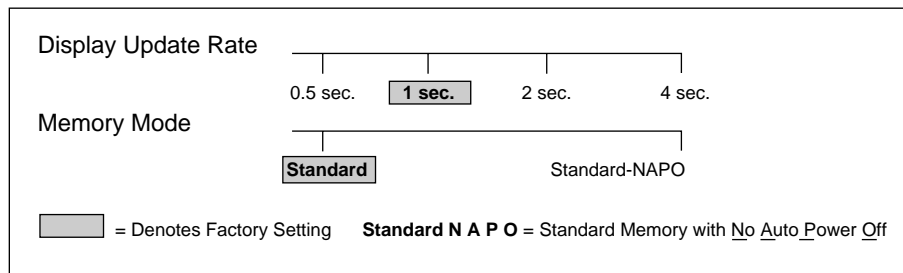 Display Update Rate
0.5 sec. 1 sec. 2 sec. 4 sec.
Memory Mode
Standard Standard-NAPO
= Denotes Factory Setting Standard N A P O = Standard Memory with No Auto Power Off